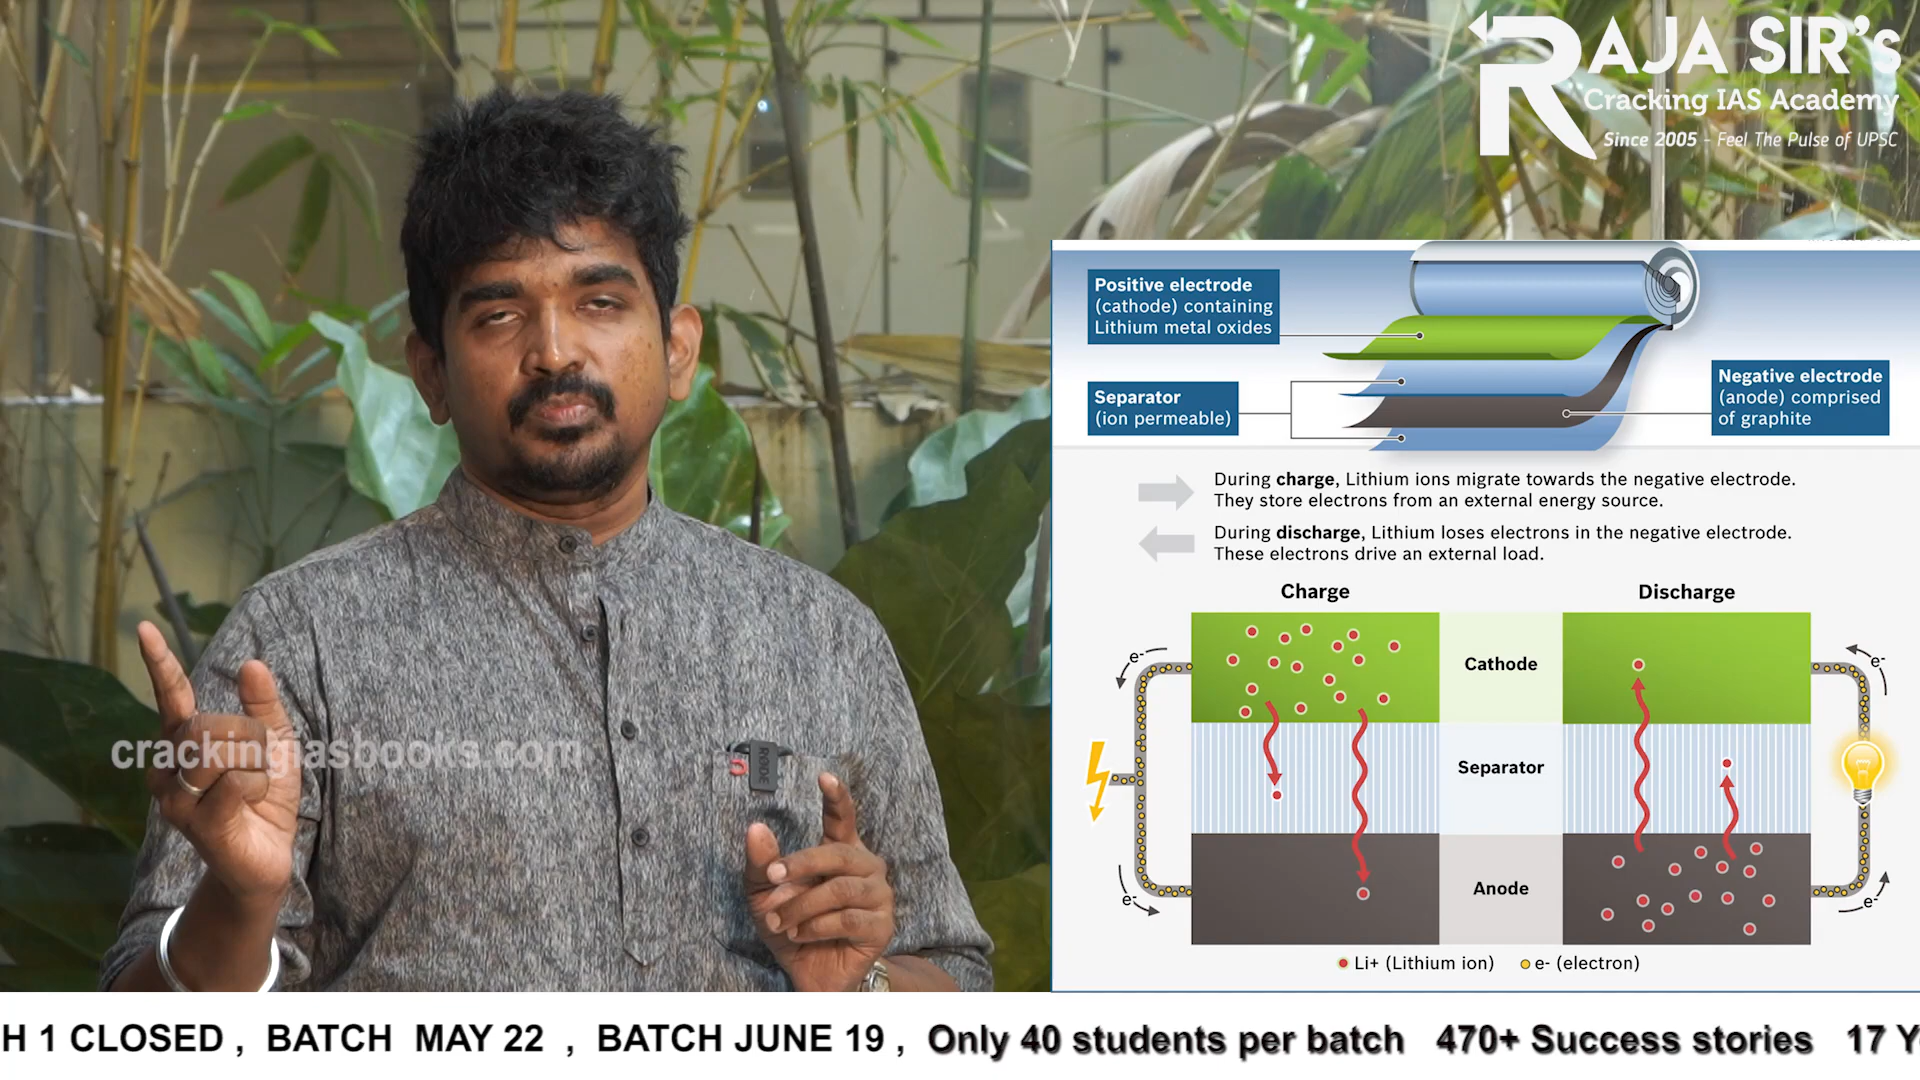 RAJA SIR's
Cracking IAS Academy
Since 2005 - Feel The Pulse of UPSC
Positive electrode
(cathode) containing
Lithium metal oxides
Separator
(ion permeable)
Negative electrode
(anode) comprised
of graphite
During charge, Lithium ions migrate towards the negative electrode.
They store electrons from an external energy source.
During discharge, Lithium loses electrons in the negative electrode.
These electrons drive an external load.
Charge
Discharge
e-
Cathode
e-
Separator
e-
Anode
e-
Li+ (Lithium ion)
e- (electron)
crackingiasbooks.com
RODE
H 1 CLOSED , BATCH MAY 22 , BATCH JUNE 19 , Only 40 students per batch 470+ Success stories 17 Y